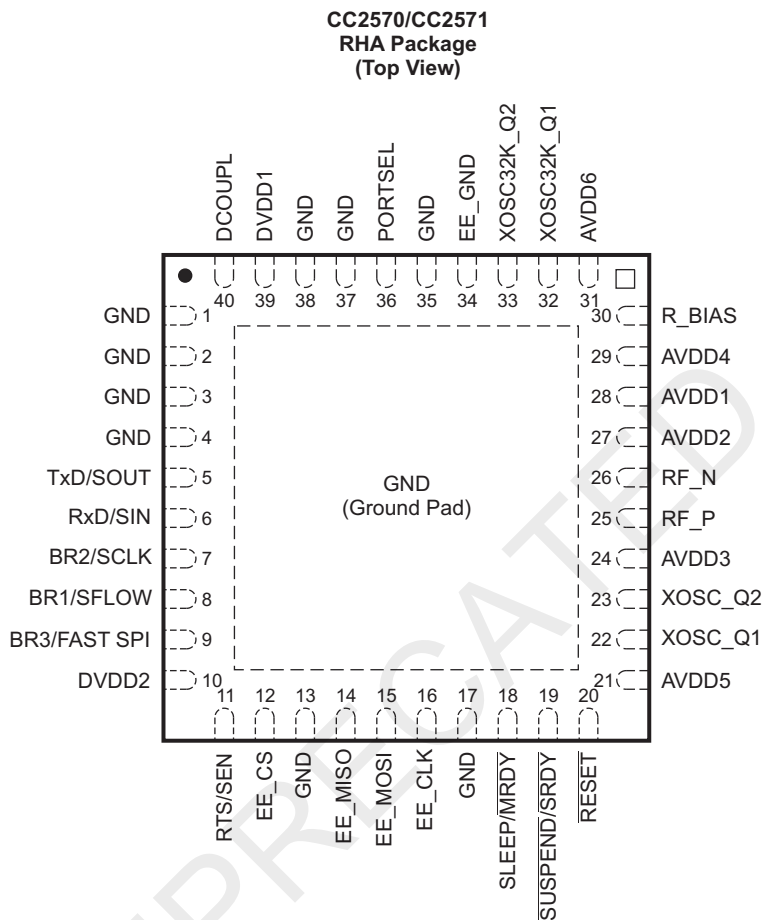 CC2570/CC2571
RHA Package
(Top View)
DCOUPL
DVDD1
GND
GND
PORTSEL
GND
EE_GND
XOSC32K_Q2
XOSC32K_Q1
AVDD6
40 39 38 37 36 35 34 33 32 31
GND 1
GND 2
GND 3
GND 4
TxD/SOUT 5
RxD/SIN 6
BR2/SCLK 7
BR1/SFLOW 8
BR3/FAST SPI 9
DVDD2 10
GND
(Ground Pad)
30 R_BIAS
29 AVDD4
28 AVDD1
27 AVDD2
26 RF_N
25 RF_P
24 AVDD3
23 XOSC_Q2
22 XOSC_Q1
21 AVDD5
11 12 13 14 15 16 17 18 19 20
RTS/SEN
EE_CS
GND
EE_MISO
EE_MOSI
EE_CLK
GND
SLEEP/MRDY
SUSPEND/SRDY
RESET
PRECATED